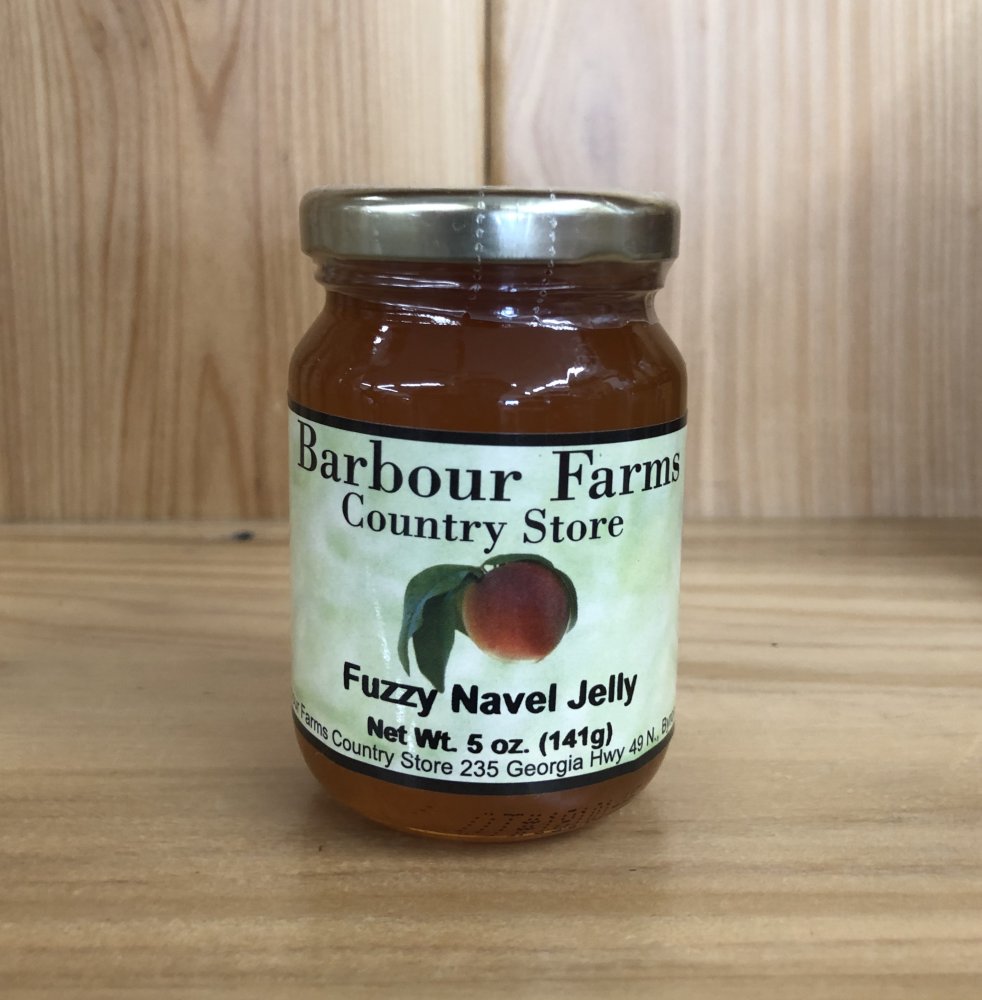 Barbour Farms
Country Store
Fuzzy Navel Jelly
Net Wt. 5 oz. (141g)
Farms Country Store 235 Georgia Hwy 49 N.,